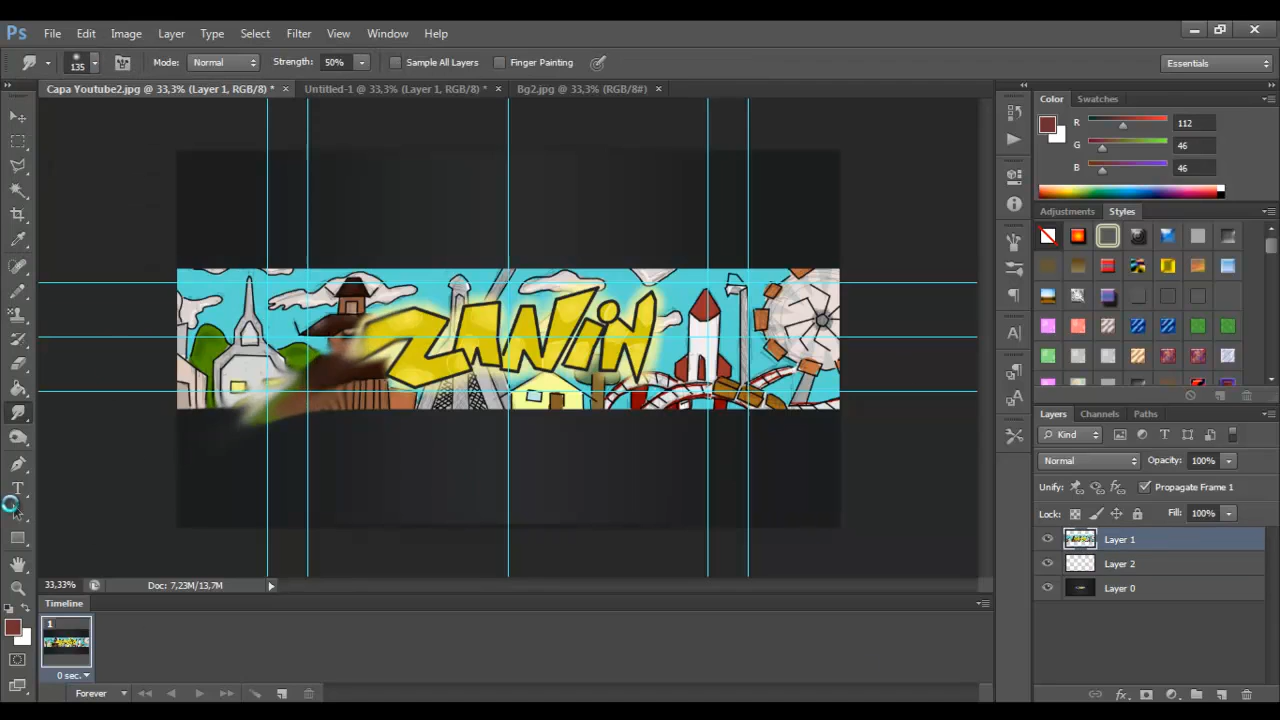 Ps File Edit Image Layer Type Select Filter View Window Help
135 Mode: Normal Strength: 50% Sample All Layers Finger Painting Essentials
Capa Youtube2.jpg @ 33,3% (Layer 1, RGB/8) * Untitled-1 @ 33,3% (Layer 1, RGB/8) * Bg2.jpg @ 33,3% (RGB/8#)
Color Swatches
R 112
G 46
B 46
Adjustments Styles
ZANIN
Layers Channels Paths
Kind
Normal Opacity: 100%
Unify: Propagate Frame 1
Lock: Fill: 100%
Layer 1
Layer 2
Layer 0
33,33% Doc: 7,23M/13,7M
Timeline
1
0 sec.
Forever